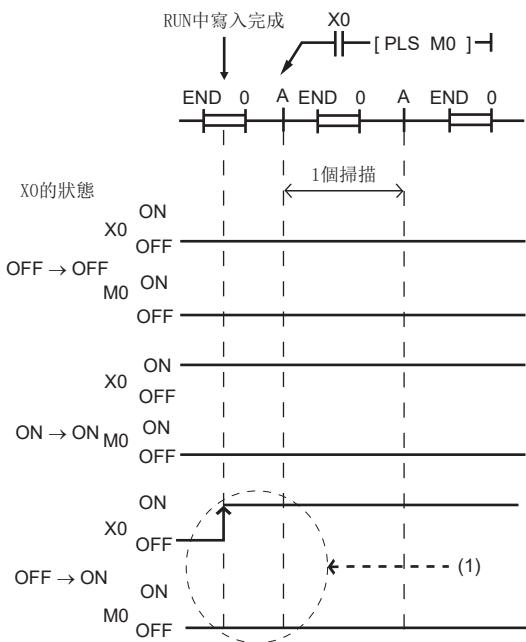 RUN中寫入完成
X0
[ PLS M0 ]
END 0 A END 0 A END 0
1個掃描
X0的狀態
ON
X0
OFF
OFF → OFF
ON
M0
OFF
ON
X0
OFF
ON → ON
ON
M0
OFF
ON
X0
OFF
(1)
OFF → ON
ON
M0
OFF